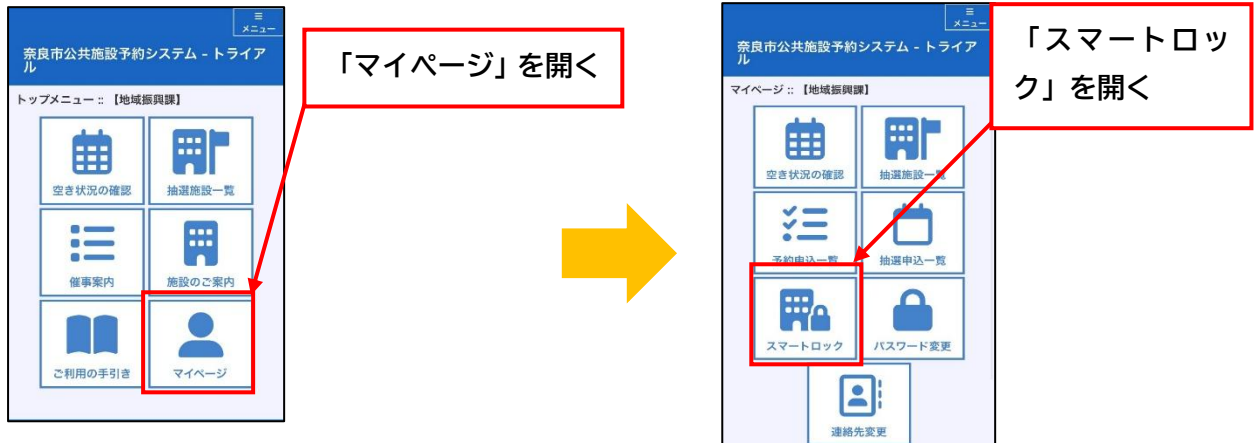 メニュー
奈良市公共施設予約システム - トライア
ル
トップメニュー :: 【地域振興課】
空き状況の確認
抽選施設一覧
催事案内
施設のご案内
ご利用の手引き
マイページ
「マイページ」を開く
メニュー
奈良市公共施設予約システム - トライア
ル
マイページ :: 【地域振興課】
空き状況の確認
抽選施設一覧
予約申込一覧
抽選申込一覧
スマートロック
パスワード変更
連絡先変更
「スマートロッ
ク」を開く